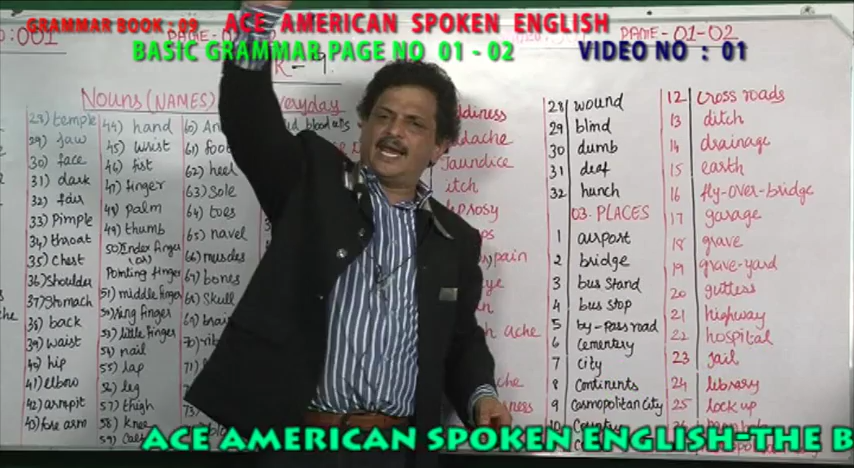 GRAMMAR BOOK : 09 ACE AMERICAN SPOKEN ENGLISH
BASIC GRAMMAR PAGE NO 01 - 02 VIDEO NO : 01
001
01-02
Nouns (NAMES)
28) temple
29) Jaw
30) face
31) dark
32) fair
33) Pimple
34) throat
35) chest
36) shoulder
37) stomach
38) back
39) waist
40) hip
41) elbow
42) armpit
43) fore arm
44) hand
45) wrist
46) fist
47) finger
48) palm
49) thumb
50) Index finger
(or)
Pointing finger
51) middle finger
52) ring finger
53) little finger
54) nail
55) lap
56) leg
57) thigh
58) knee
62) heel
63) sole
64) toes
65) navel
66) muscles
67) bones
68) skull
Jaundice
itch
pain
ache
28 wound
29 blind
30 dumb
31 deaf
32 hunch
03. PLACES
1 airport
2 bridge
3 bus stand
4 bus stop
5 by-pass road
6 Cementery
7 city
8 Continents
9 Cosmopolitan City
10 Country
12 cross roads
13 ditch
14 drainage
15 earth
16 fly-over-bridge
17 garage
18 grave
19 grave-yard
20 gutters
21 highway
22 hospital
23 Jail
24 library
25 lock up
ACE AMERICAN SPOKEN ENGLISH-THE B